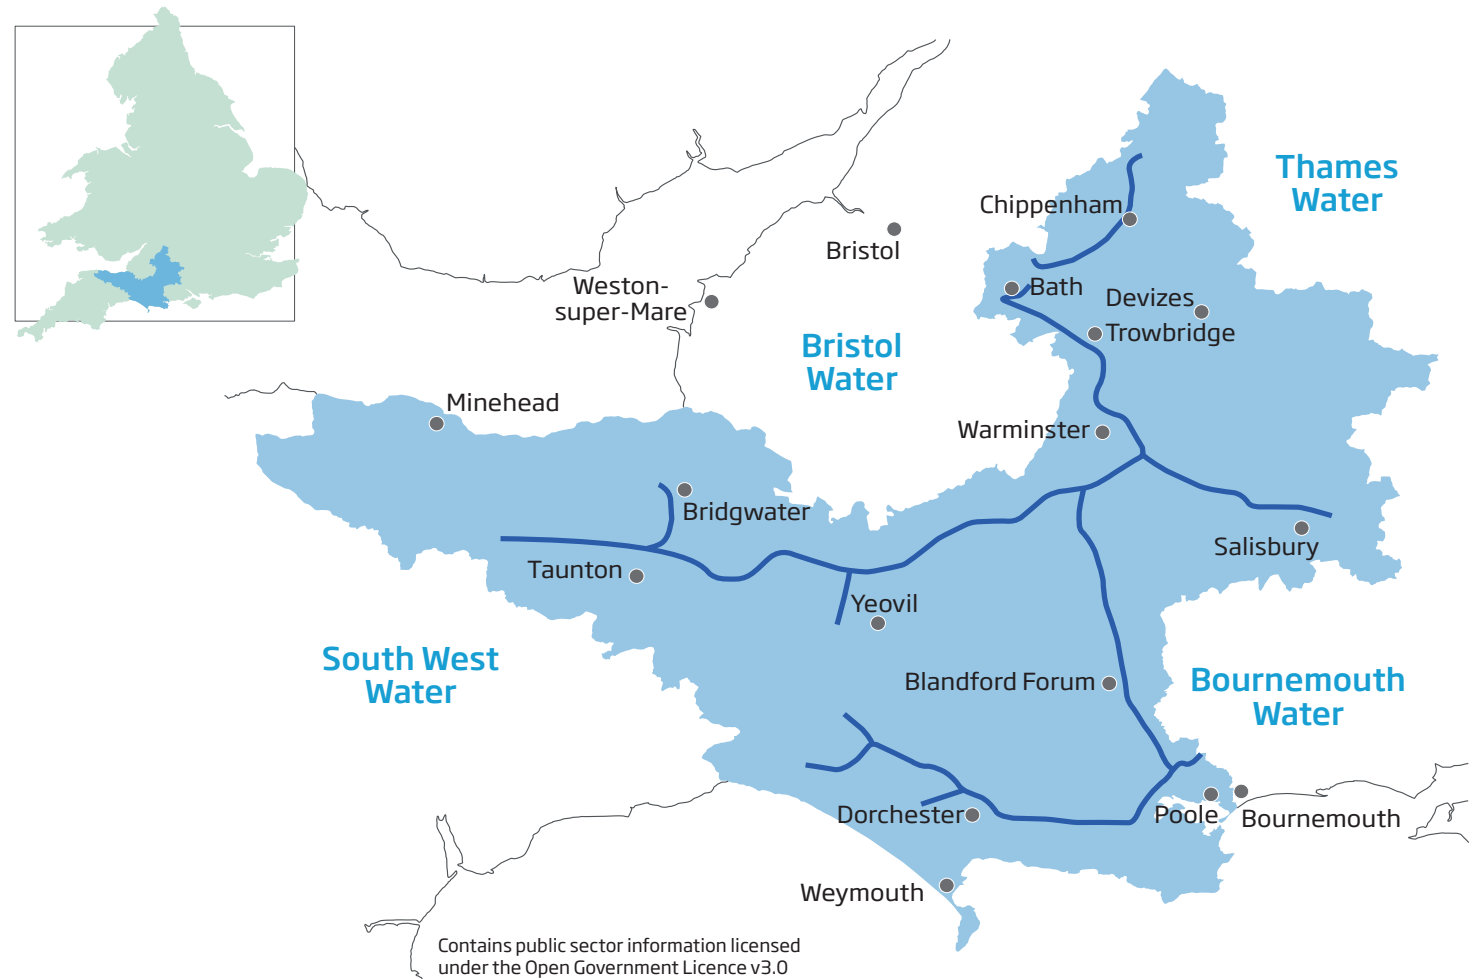 Thames
Water
Chippenham
Bristol
Weston-
super-Mare
Bath
Devizes
Trowbridge
Bristol
Water
Minehead
Warminster
Bridgwater
Salisbury
Taunton
Yeovil
South West
Water
Blandford Forum
Bournemouth
Water
Dorchester
Poole
Bournemouth
Weymouth
Contains public sector information licensed
under the Open Government Licence v3.0